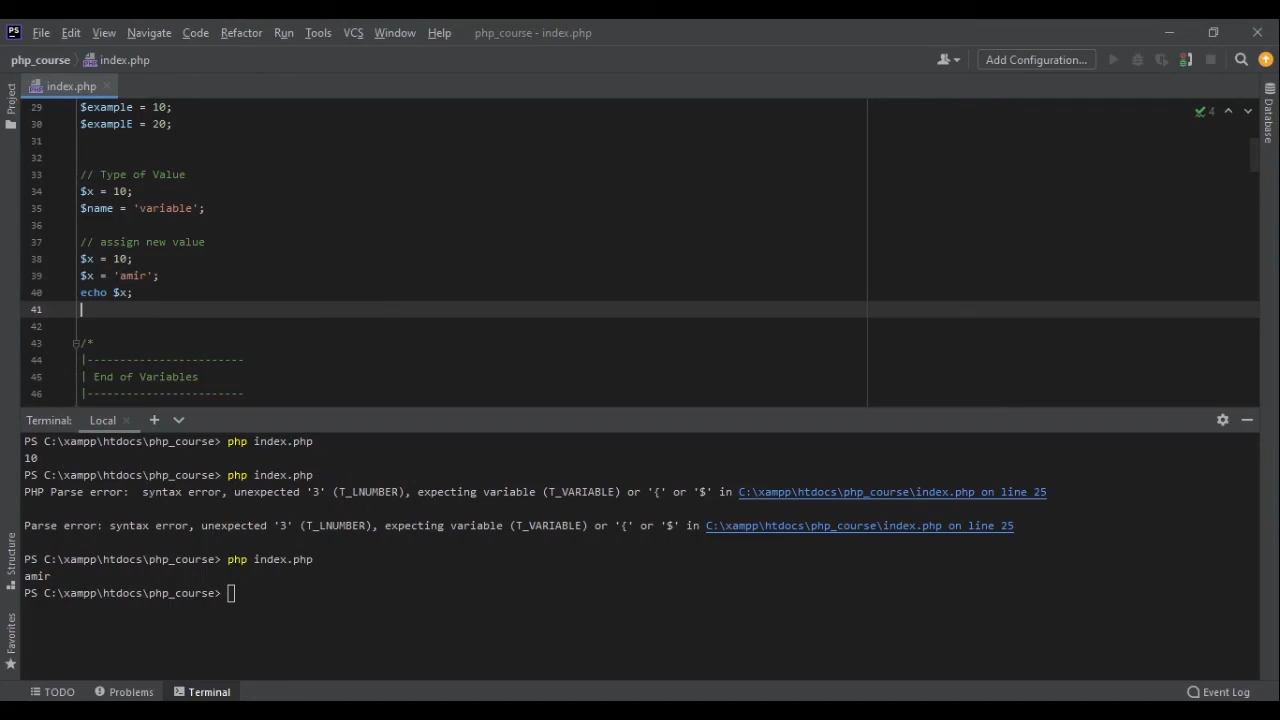 PS File Edit View Navigate Code Refactor Run Tools VCS Window Help php_course - index.php
php_course index.php Add Configuration...
Project
index.php
Database
29 $example = 10;
30 $examplE = 20;
31
32
33 // Type of Value
34 $x = 10;
35 $name = 'variable';
36
37 // assign new value
38 $x = 10;
39 $x = 'amir';
40 echo $x;
41
42
43 /*
44 |------------------------
45 | End of Variables
46 |------------------------
4
Terminal: Local
PS C:\xampp\htdocs\php_course> php index.php
10
PS C:\xampp\htdocs\php_course> php index.php
PHP Parse error:  syntax error, unexpected '3' (T_LNUMBER), expecting variable (T_VARIABLE) or '{' or '$' in C:\xampp\htdocs\php_course\index.php on line 25
Parse error: syntax error, unexpected '3' (T_LNUMBER), expecting variable (T_VARIABLE) or '{' or '$' in C:\xampp\htdocs\php_course\index.php on line 25
PS C:\xampp\htdocs\php_course> php index.php
amir
PS C:\xampp\htdocs\php_course>
Structure
Favorites
TODO Problems Terminal Event Log